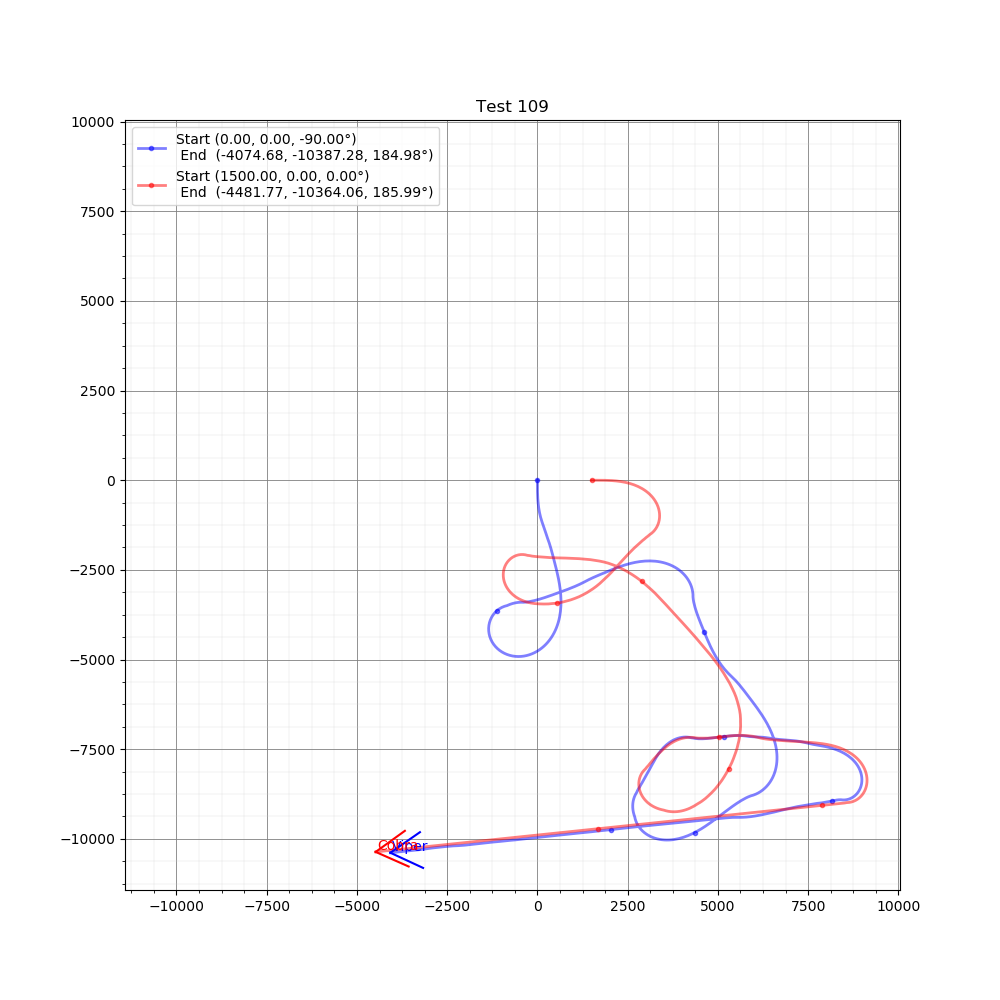 Test 109
Start (0.00, 0.00, -90.00°)
End (-4074.68, -10387.28, 184.98°)
Start (1500.00, 0.00, 0.00°)
End (-4481.77, -10364.06, 185.99°)
10000
7500
5000
2500
0
−2500
−5000
−7500
−10000
−10000 −7500 −5000 −2500 0 2500 5000 7500 10000